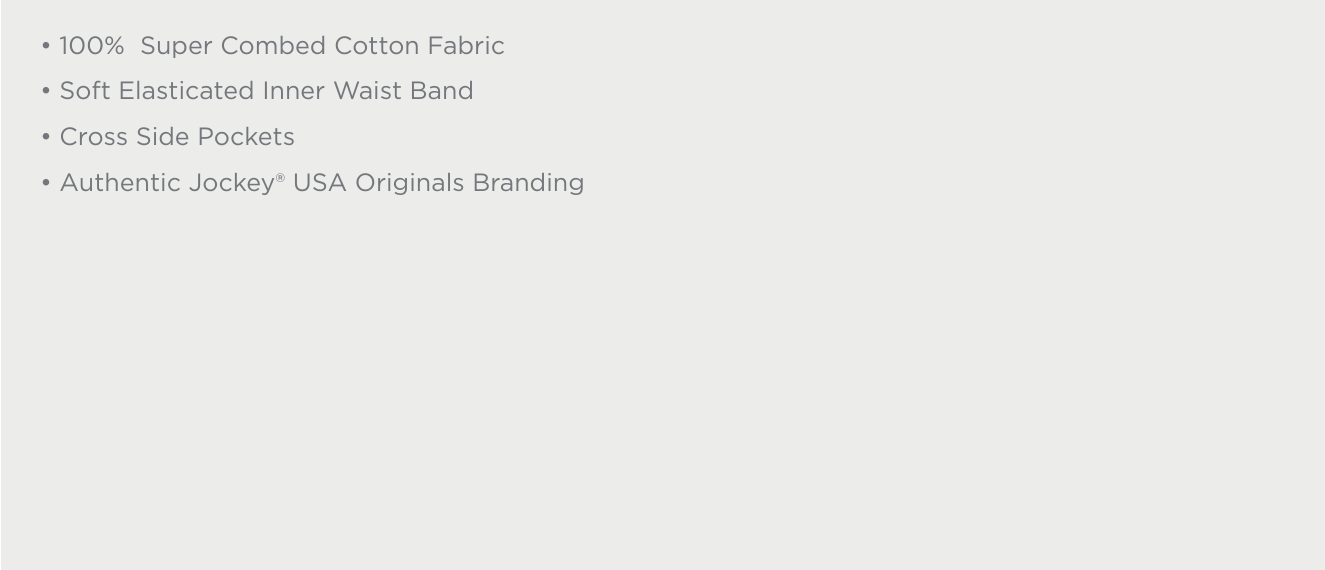 • 100%  Super Combed Cotton Fabric
• Soft Elasticated Inner Waist Band
• Cross Side Pockets
• Authentic Jockey® USA Originals Branding